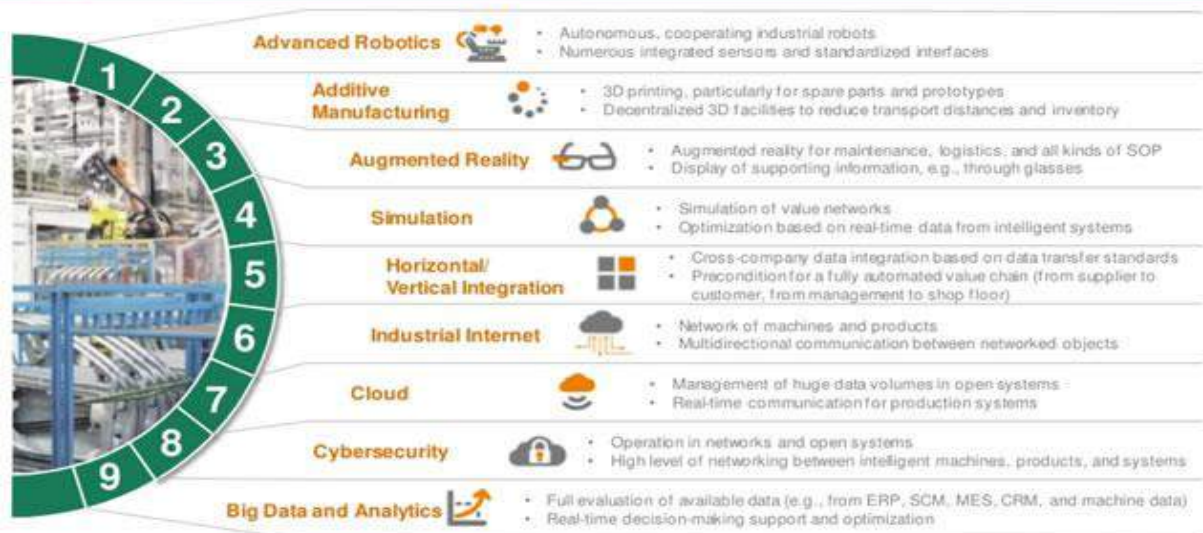 1
Advanced Robotics
• Autonomous, cooperating industrial robots
• Numerous integrated sensors and standardized interfaces
2
Additive
Manufacturing
• 3D printing, particularly for spare parts and prototypes
• Decentralized 3D facilities to reduce transport distances and inventory
3
Augmented Reality
• Augmented reality for maintenance, logistics, and all kinds of SOP
• Display of supporting information, e.g., through glasses
4
Simulation
• Simulation of value networks
• Optimization based on real-time data from intelligent systems
5
Horizontal/
Vertical Integration
• Cross-company data integration based on data transfer standards
• Precondition for a fully automated value chain (from supplier to
customer, from management to shop floor)
6
Industrial Internet
• Network of machines and products
• Multidirectional communication between networked objects
7
Cloud
• Management of huge data volumes in open systems
• Real-time communication for production systems
8
Cybersecurity
• Operation in networks and open systems
• High level of networking between intelligent machines, products, and systems
9
Big Data and Analytics
• Full evaluation of available data (e.g., from ERP, SCM, MES, CRM, and machine data)
• Real-time decision-making support and optimization